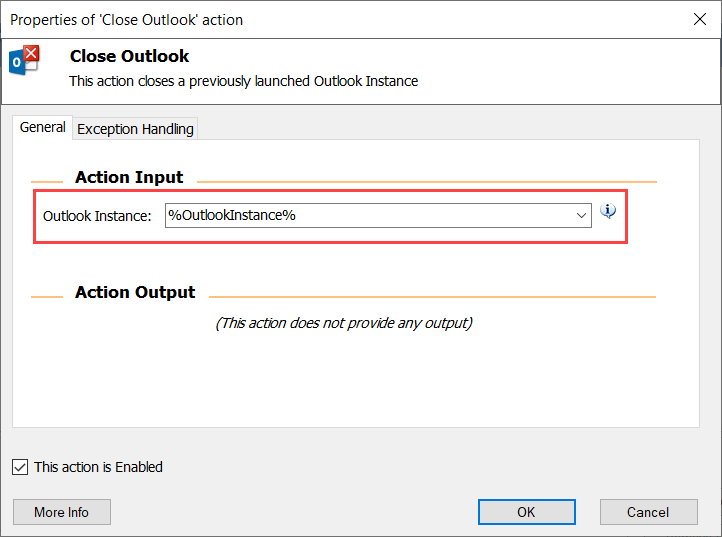 Properties of 'Close Outlook' action
Close Outlook
This action closes a previously launched Outlook Instance
General
Exception Handling
Action Input
Outlook Instance: %OutlookInstance%
Action Output
(This action does not provide any output)
This action is Enabled
More Info
OK
Cancel